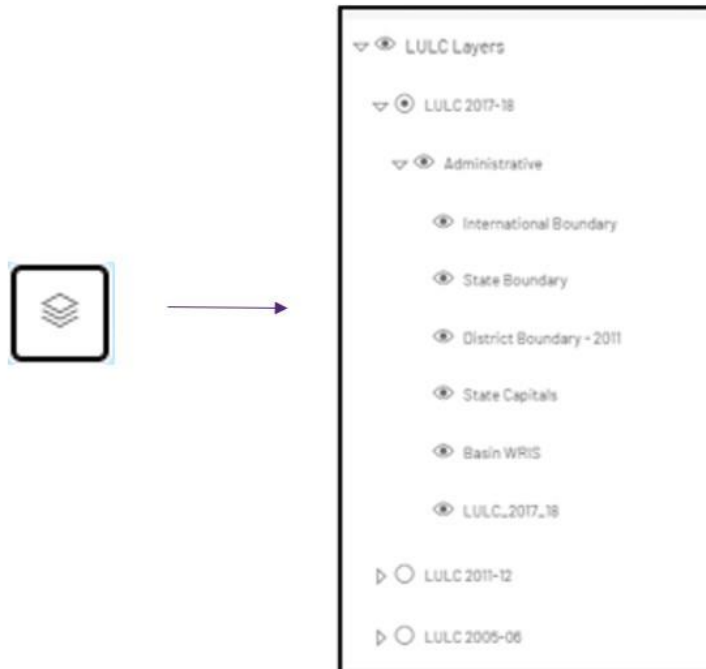 LULC Layers
LULC 2017-18
Administrative
International Boundary
State Boundary
District Boundary - 2011
State Capitals
Basin WRIS
LULC_2017_18
LULC 2011-12
LULC 2005-06